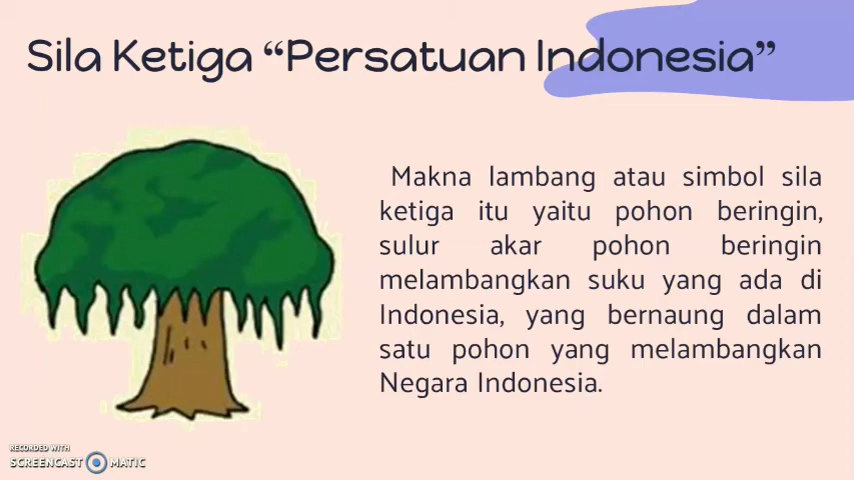 Sila Ketiga “Persatuan Indonesia”
Makna lambang atau simbol sila
ketiga itu yaitu pohon beringin,
sulur akar pohon beringin
melambangkan suku yang ada di
Indonesia, yang bernaung dalam
satu pohon yang melambangkan
Negara Indonesia.
RECORDED WITH
SCREENCAST MATIC